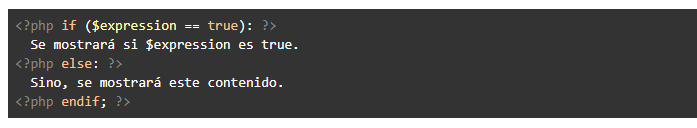 <?php if ($expression == true): ?>
  Se mostrará si $expression es true.
<?php else: ?>
  Sino, se mostrará este contenido.
<?php endif; ?>